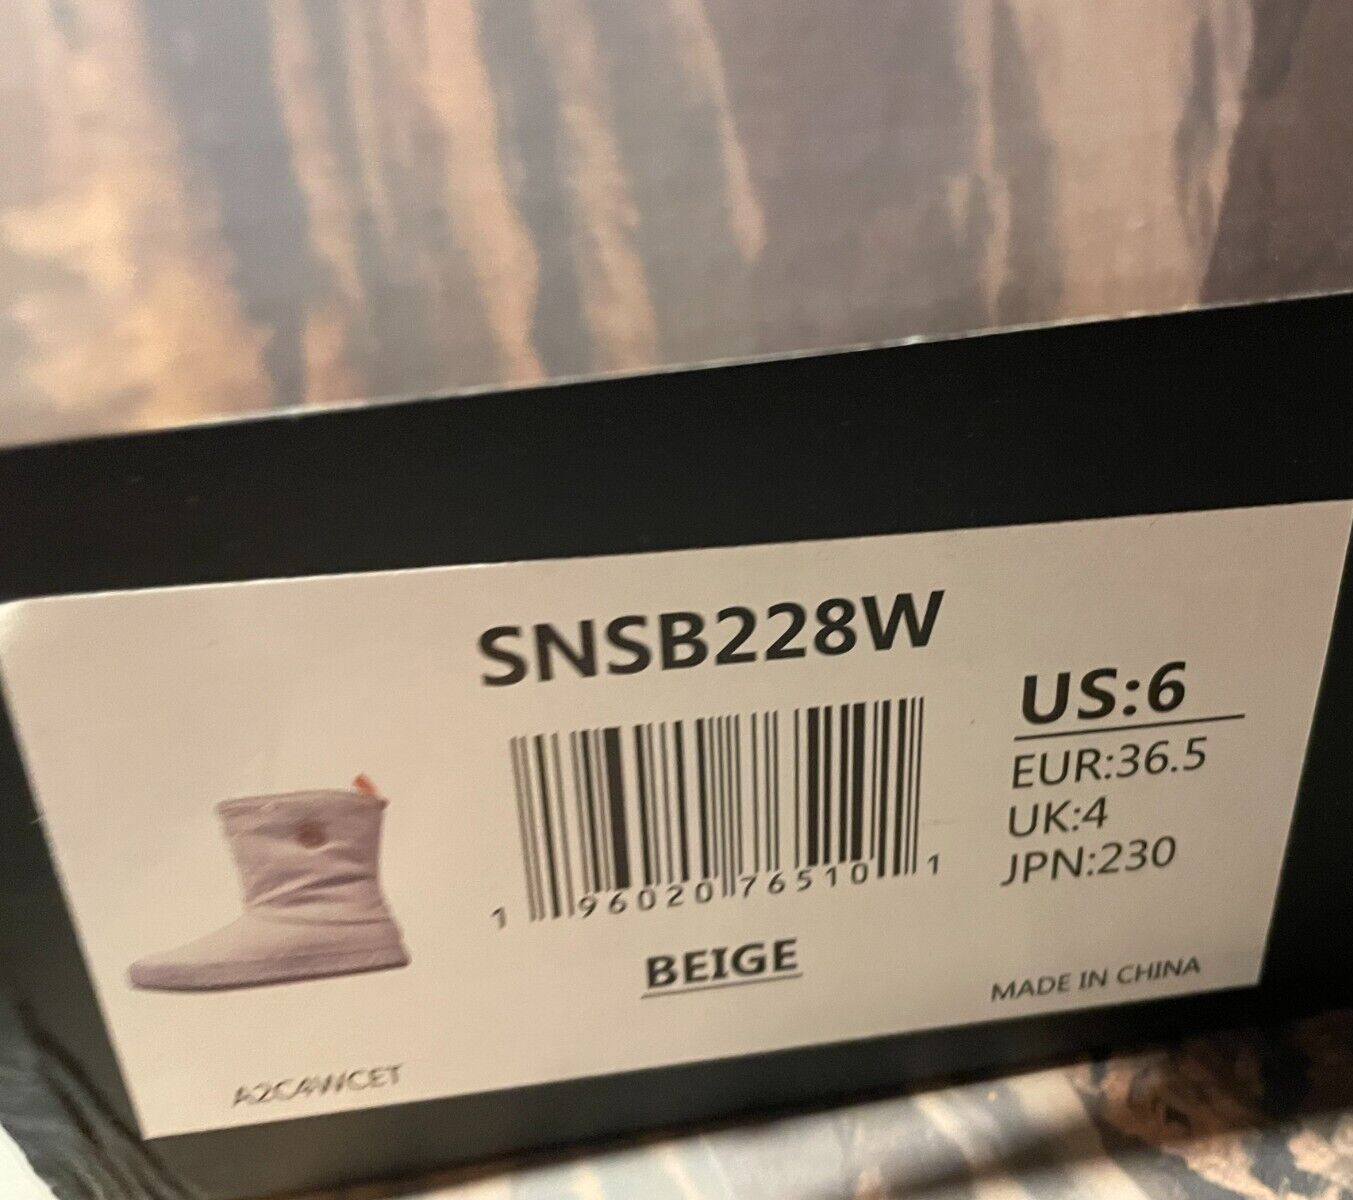 SNSB228W
US:6
EUR:36.5
UK:4
JPN:230
1 96020 76510 1
BEIGE
MADE IN CHINA
A2C4WCET